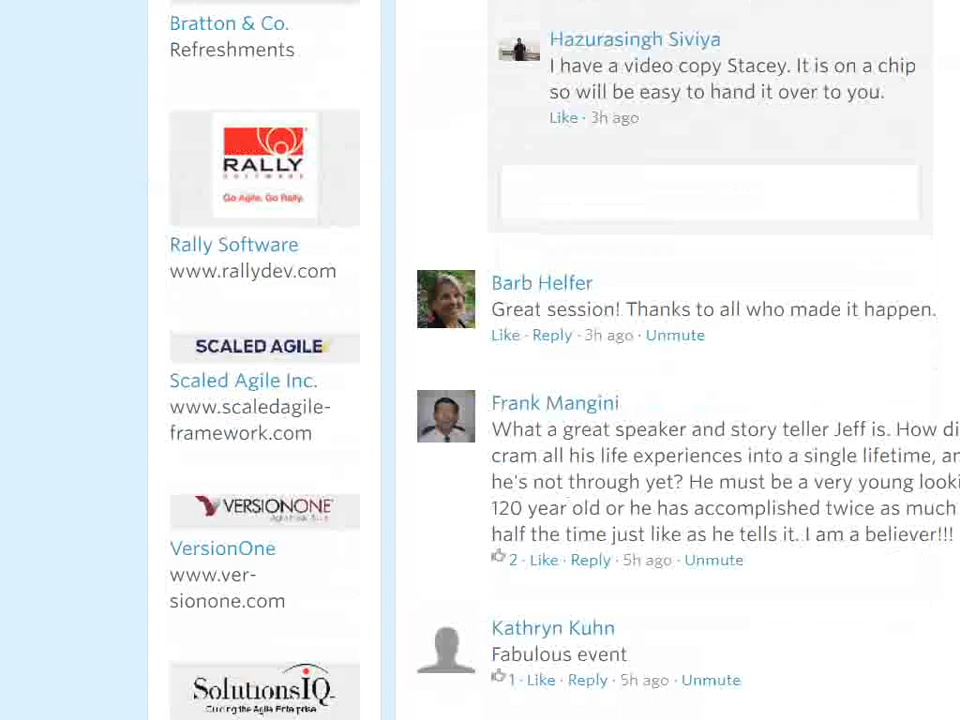 Bratton & Co.
Refreshments
RALLY
SOFTWARE
Go Agile. Go Rally.
Rally Software
www.rallydev.com
SCALED AGILE
Scaled Agile Inc.
www.scaledagile-
framework.com
VERSIONONE
VersionOne
www.ver-
sionone.com
SolutionsIQ
Curing the Agile Enterprise
Hazurasingh Siviya
I have a video copy Stacey. It is on a chip
so will be easy to hand it over to you.
Like · 3h ago
Barb Helfer
Great session! Thanks to all who made it happen.
Like · Reply · 3h ago · Unmute
Frank Mangini
What a great speaker and story teller Jeff is. How di
cram all his life experiences into a single lifetime, an
he's not through yet? He must be a very young looki
120 year old or he has accomplished twice as much
half the time just like as he tells it. I am a believer!!!
2 · Like · Reply · 5h ago · Unmute
Kathryn Kuhn
Fabulous event
1 · Like · Reply · 5h ago · Unmute